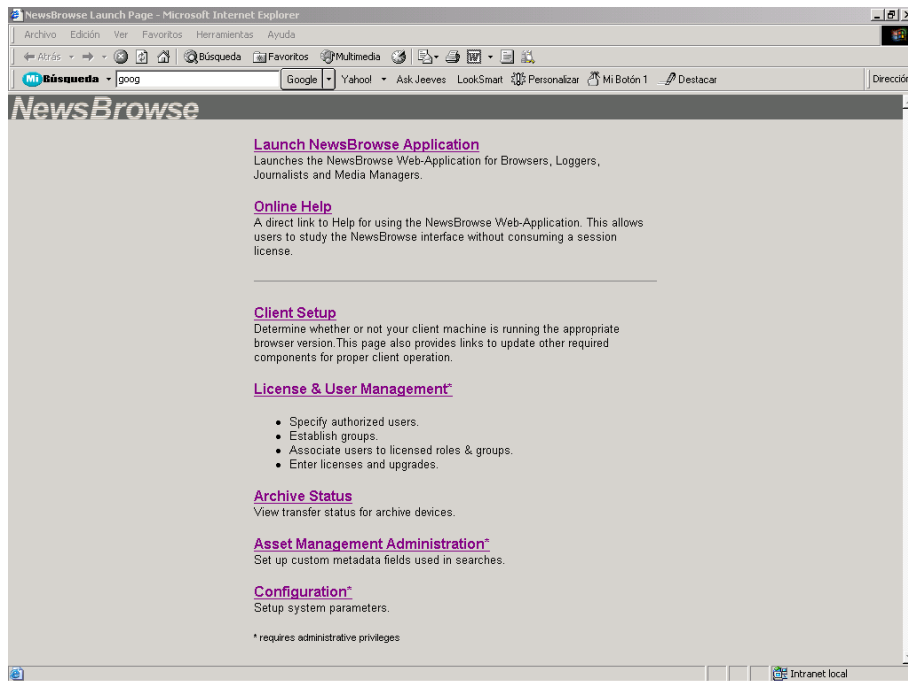 NewsBrowse Launch Page - Microsoft Internet Explorer
Archivo Edición Ver Favoritos Herramientas Ayuda
Atrás Búsqueda Favoritos Multimedia
Mi Búsqueda goog Google Yahoo! Ask Jeeves LookSmart Personalizar Mi Botón 1 Destacar Dirección
NewsBrowse
Launch NewsBrowse Application
Launches the NewsBrowse Web-Application for Browsers, Loggers,
Journalists and Media Managers.
Online Help
A direct link to Help for using the NewsBrowse Web-Application. This allows
users to study the NewsBrowse interface without consuming a session
license.
Client Setup
Determine whether or not your client machine is running the appropriate
browser version.This page also provides links to update other required
components for proper client operation.
License & User Management*
• Specify authorized users.
• Establish groups.
• Associate users to licensed roles & groups.
• Enter licenses and upgrades.
Archive Status
View transfer status for archive devices.
Asset Management Administration*
Set up custom metadata fields used in searches.
Configuration*
Setup system parameters.
* requires administrative privileges
Intranet local